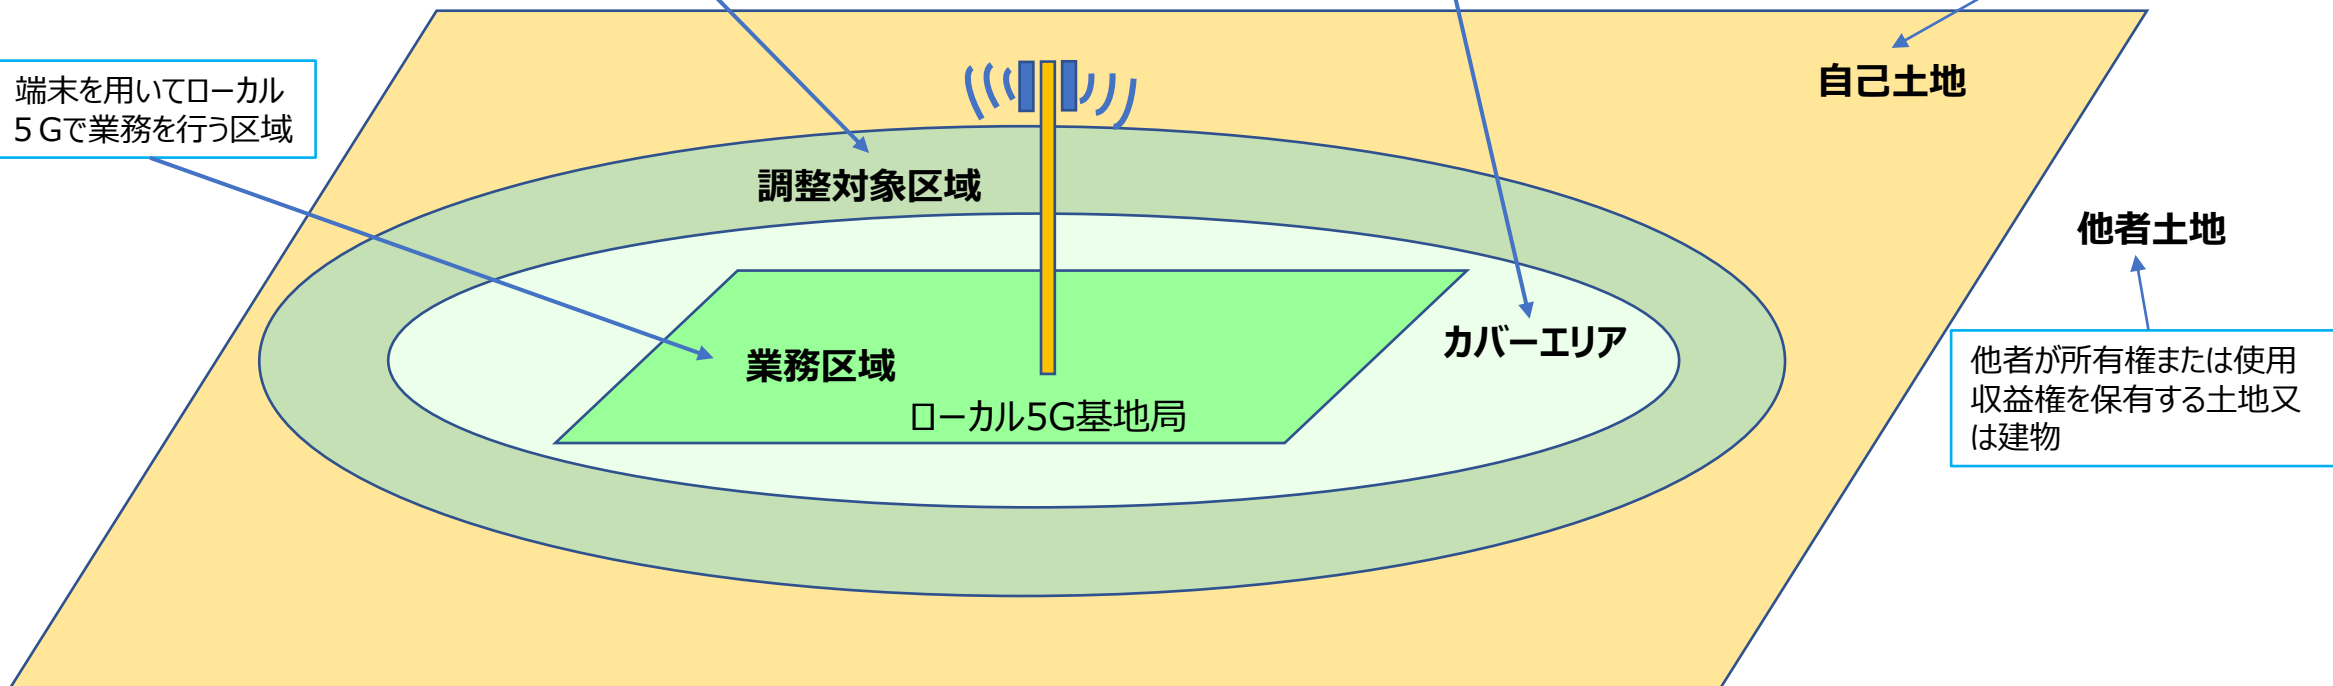 端末を用いてローカル
５Gで業務を行う区域
自己土地
調整対象区域
他者土地
カバーエリア
業務区域
ローカル5G基地局
他者が所有権または使用
収益権を保有する土地又
は建物